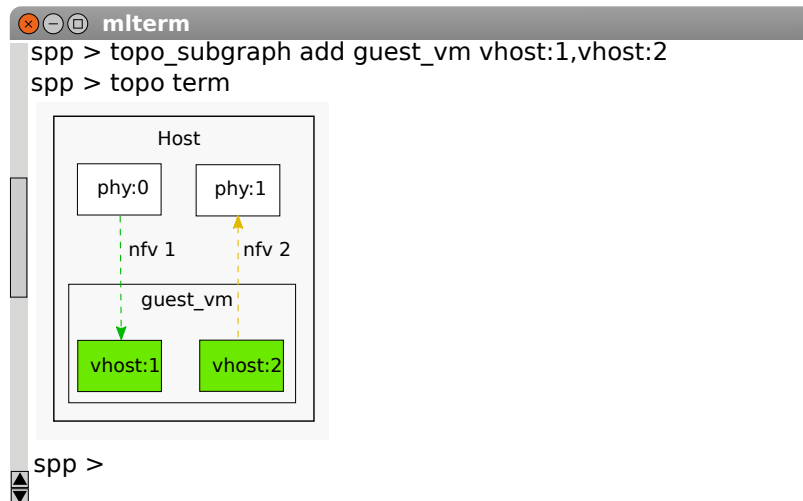 mlterm
spp > topo_subgraph add guest_vm vhost:1,vhost:2
spp > topo term
Host
phy:0 phy:1
nfv 1 nfv 2
guest_vm
vhost:1 vhost:2
spp >